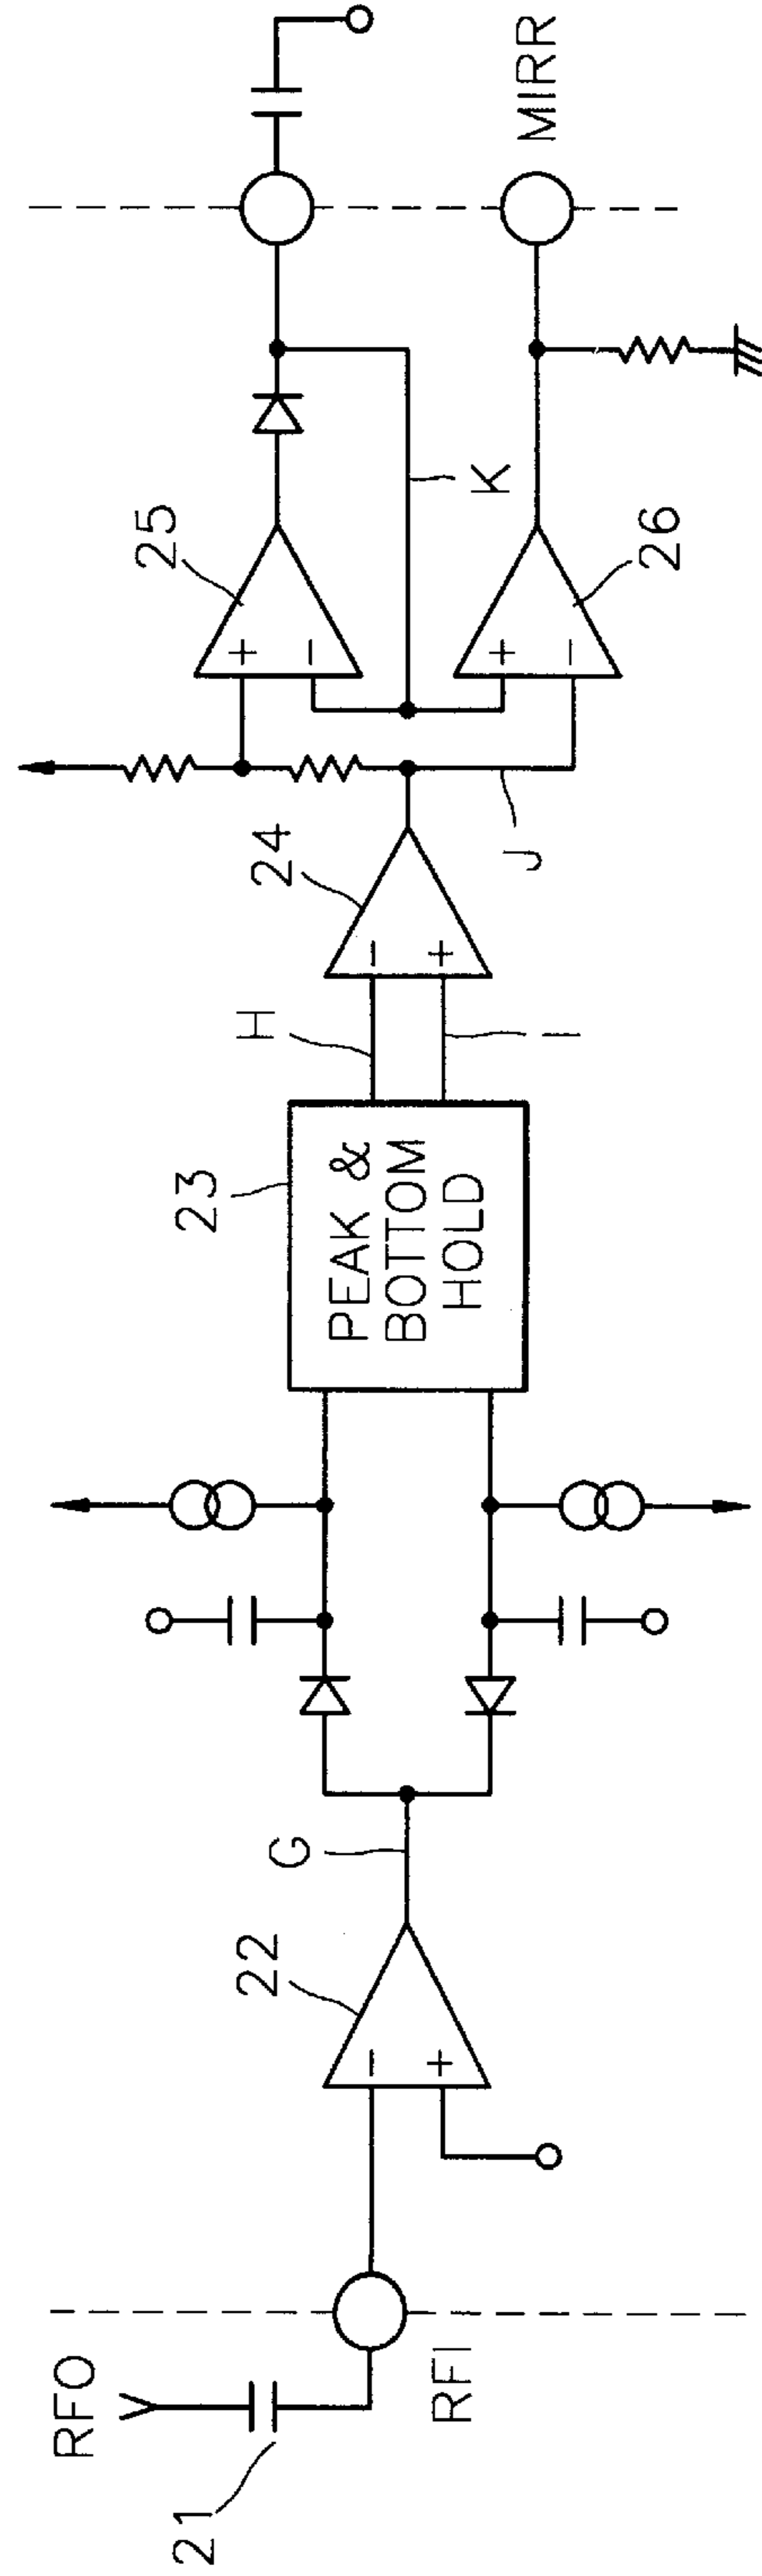 RFO
21
RFI
22
−
+
G
23
PEAK &
BOTTOM
HOLD
H
I
24
−
+
J
25
+
−
K
26
+
−
MIRR